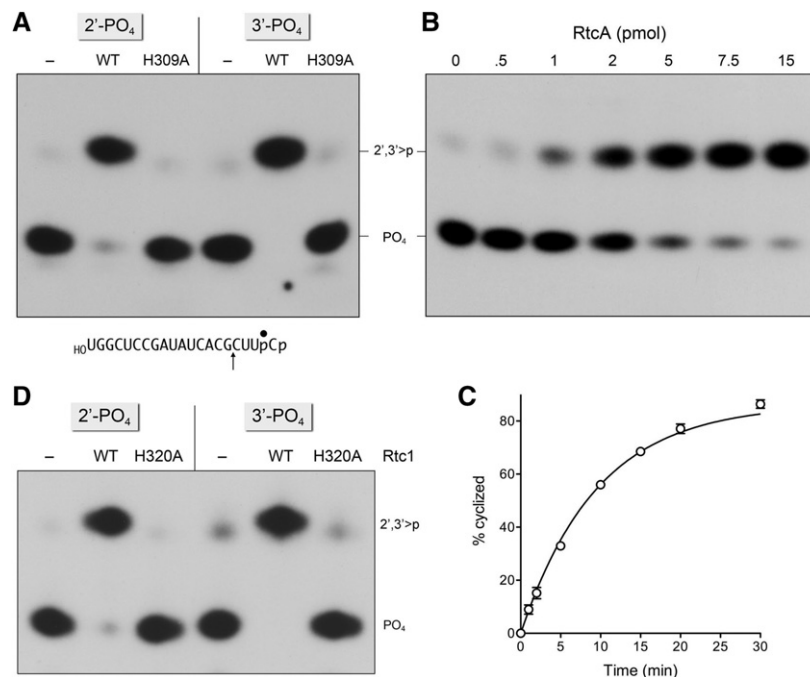 A
2'-PO₄
3'-PO₄
– WT H309A – WT H309A
2',3'>p
PO₄
HOUGGCUCCGAUAUCACGCUUpCp
B
RtcA (pmol)
0 .5 1 2 5 7.5 15
D
2'-PO₄
3'-PO₄
– WT H320A – WT H320A Rtc1
2',3'>p
PO₄
C
% cyclized
80
60
40
20
0
0 5 10 15 20 25 30
Time (min)